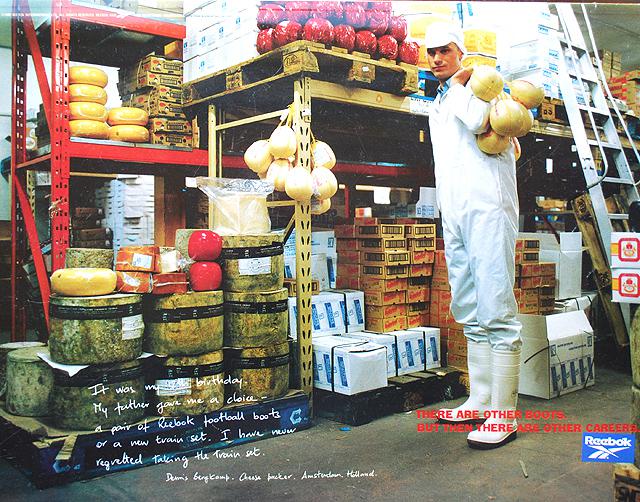 It was my birthday.
My father gave me a choice -
a pair of Reebok football boots
or a new train set. I have never
regretted taking the train set.
Dennis Bergkamp. Cheese packer. Amsterdam Holland.
THERE ARE OTHER BOOTS.
BUT THEN THERE ARE OTHER CAREERS.
Reebok